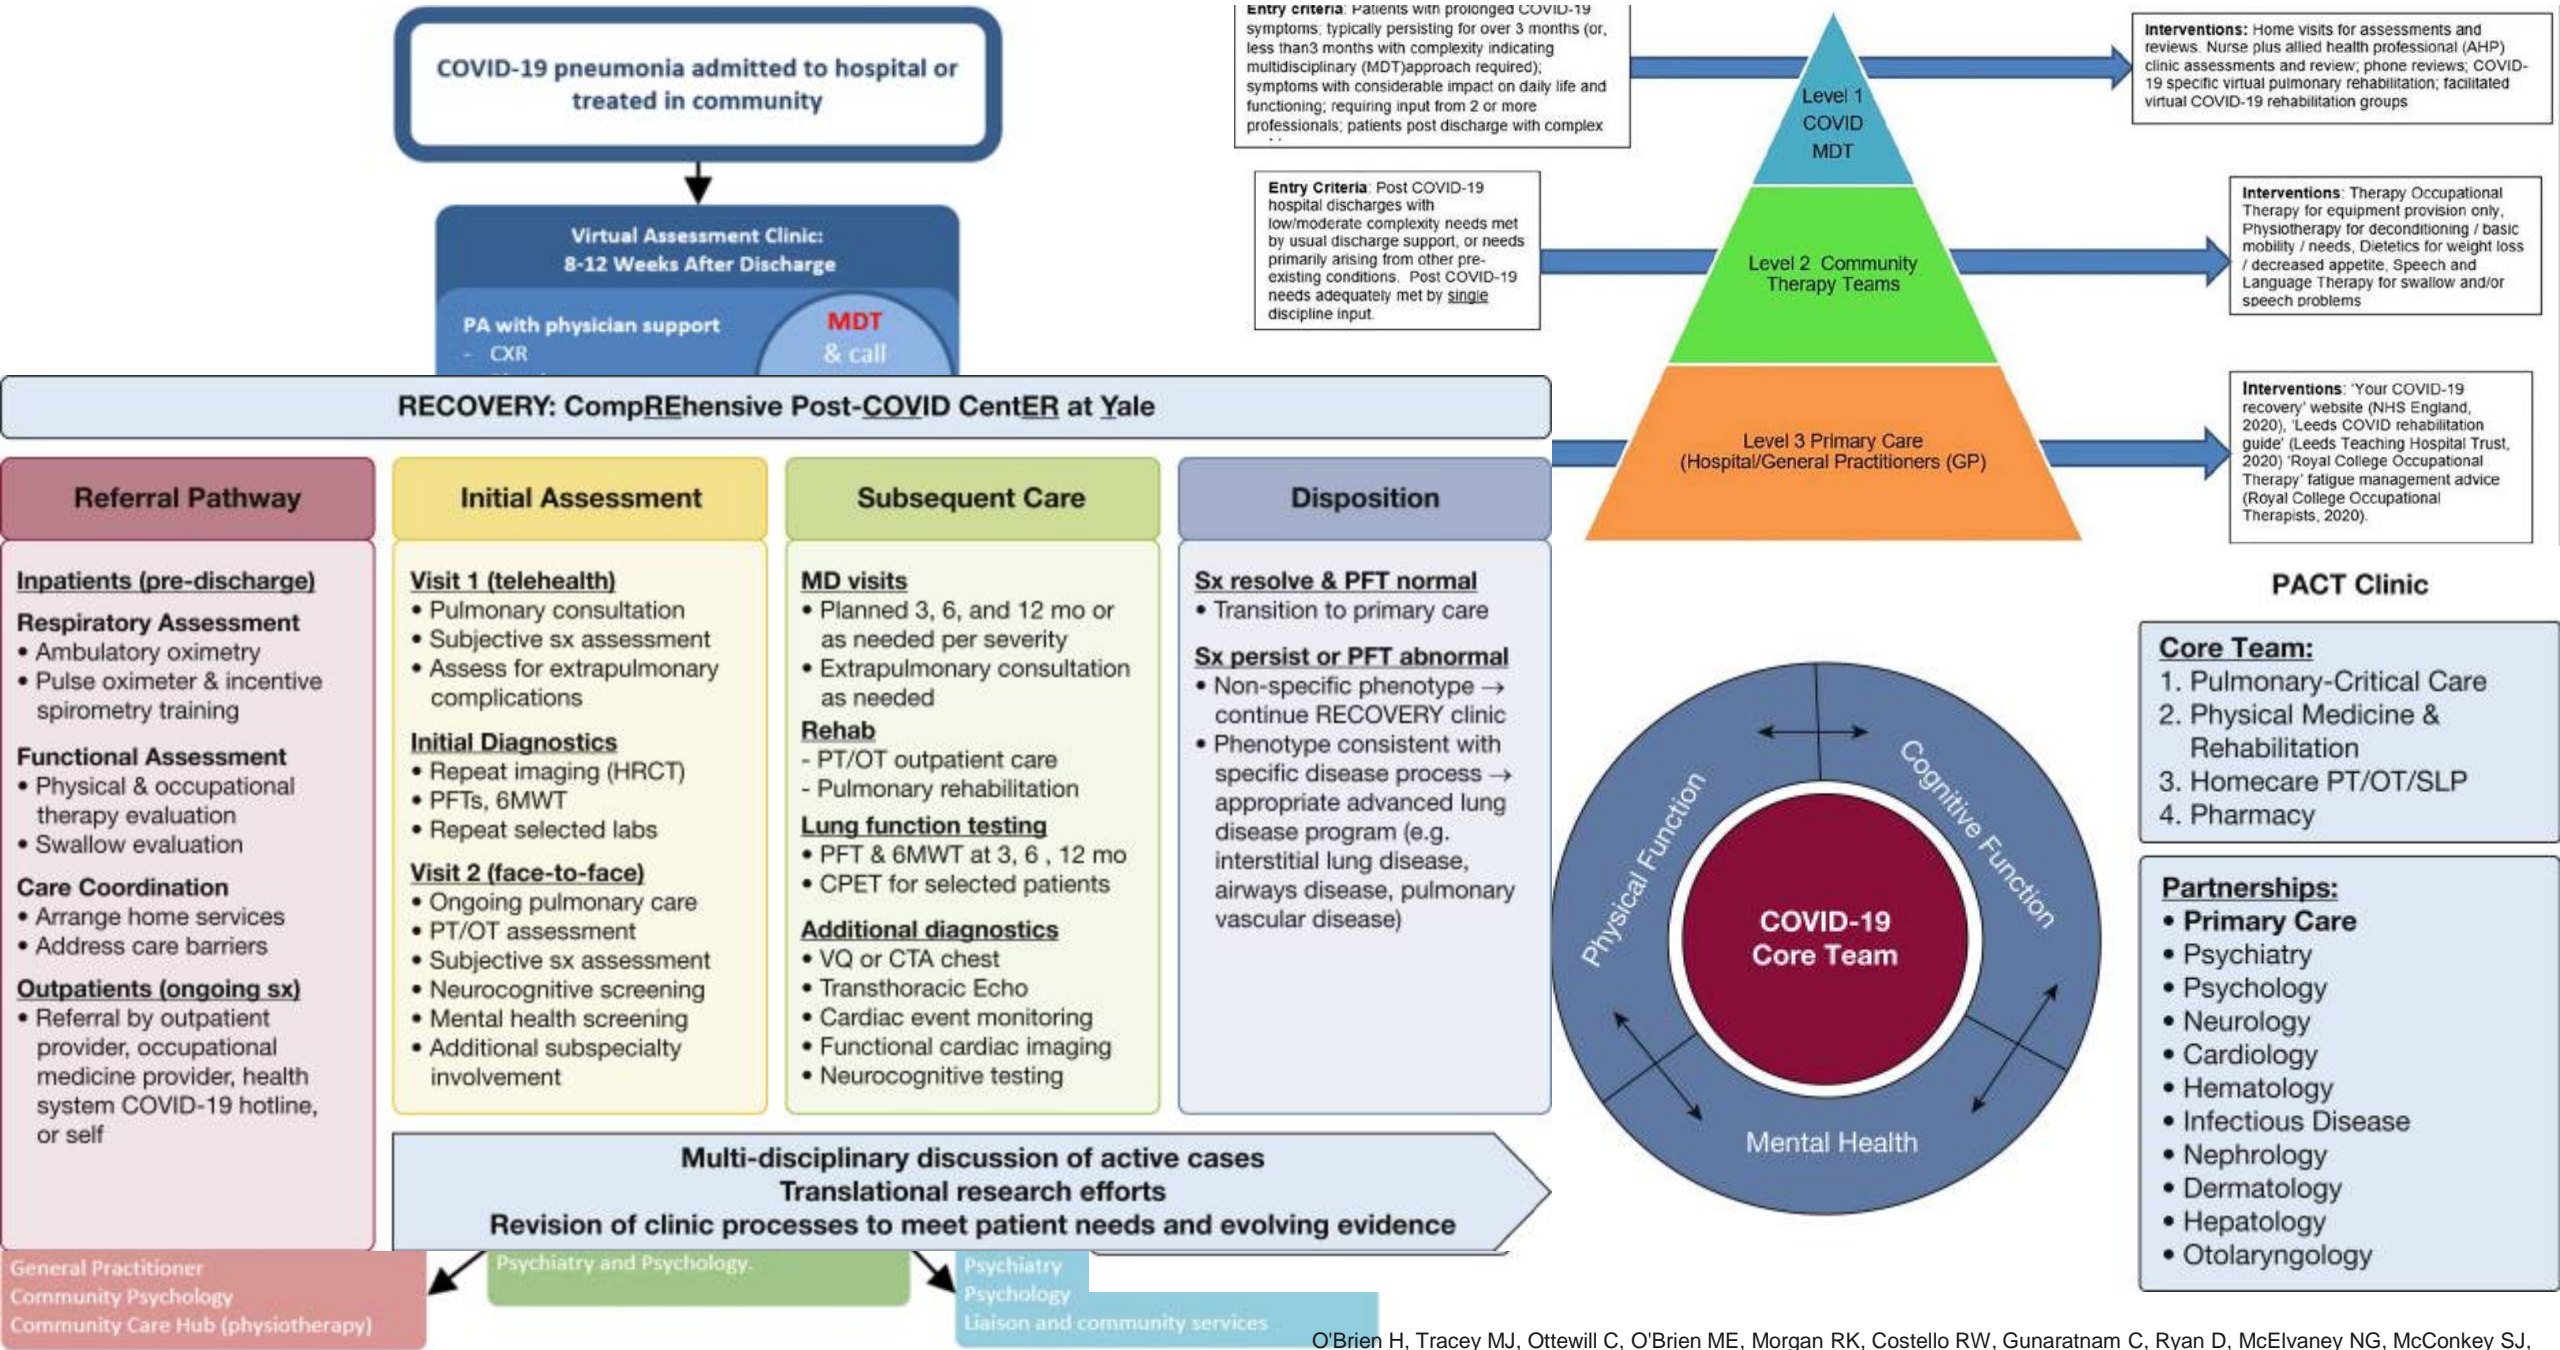 COVID-19 pneumonia admitted to hospital or
treated in community
Virtual Assessment Clinic:
8-12 Weeks After Discharge
PA with physician support
- CXR
MDT
& call
Entry criteria: Patients with prolonged COVID-19
symptoms; typically persisting for over 3 months (or,
less than3 months with complexity indicating
multidisciplinary (MDT)approach required);
symptoms with considerable impact on daily life and
functioning; requiring input from 2 or more
professionals; patients post discharge with complex
Level 1
COVID
MDT
Interventions: Home visits for assessments and
reviews. Nurse plus allied health professional (AHP)
clinic assessments and review; phone reviews; COVID-
19 specific virtual pulmonary rehabilitation; facilitated
virtual COVID-19 rehabilitation groups
Entry Criteria: Post COVID-19
hospital discharges with
low/moderate complexity needs met
by usual discharge support, or needs
primarily arising from other pre-
existing conditions. Post COVID-19
needs adequately met by single
discipline input.
Level 2 Community
Therapy Teams
Interventions: Therapy Occupational
Therapy for equipment provision only,
Physiotherapy for deconditioning / basic
mobility / needs, Dietetics for weight loss
/ decreased appetite, Speech and
Language Therapy for swallow and/or
speech problems
Level 3 Primary Care
(Hospital/General Practitioners (GP)
Interventions: 'Your COVID-19
recovery' website (NHS England,
2020), 'Leeds COVID rehabilitation
guide' (Leeds Teaching Hospital Trust,
2020) 'Royal College Occupational
Therapy' fatigue management advice
(Royal College Occupational
Therapists, 2020).
RECOVERY: CompREhensive Post-COVID CentER at Yale
Referral Pathway
Inpatients (pre-discharge)
Respiratory Assessment
• Ambulatory oximetry
• Pulse oximeter & incentive
spirometry training
Functional Assessment
• Physical & occupational
therapy evaluation
• Swallow evaluation
Care Coordination
• Arrange home services
• Address care barriers
Outpatients (ongoing sx)
• Referral by outpatient
provider, occupational
medicine provider, health
system COVID-19 hotline,
or self
Initial Assessment
Visit 1 (telehealth)
• Pulmonary consultation
• Subjective sx assessment
• Assess for extrapulmonary
complications
Initial Diagnostics
• Repeat imaging (HRCT)
• PFTs, 6MWT
• Repeat selected labs
Visit 2 (face-to-face)
• Ongoing pulmonary care
• PT/OT assessment
• Subjective sx assessment
• Neurocognitive screening
• Mental health screening
• Additional subspecialty
involvement
Subsequent Care
MD visits
• Planned 3, 6, and 12 mo or
as needed per severity
• Extrapulmonary consultation
as needed
Rehab
- PT/OT outpatient care
- Pulmonary rehabilitation
Lung function testing
• PFT & 6MWT at 3, 6 , 12 mo
• CPET for selected patients
Additional diagnostics
• VQ or CTA chest
• Transthoracic Echo
• Cardiac event monitoring
• Functional cardiac imaging
• Neurocognitive testing
Disposition
Sx resolve & PFT normal
• Transition to primary care
Sx persist or PFT abnormal
• Non-specific phenotype →
continue RECOVERY clinic
• Phenotype consistent with
specific disease process →
appropriate advanced lung
disease program (e.g.
interstitial lung disease,
airways disease, pulmonary
vascular disease)
Multi-disciplinary discussion of active cases
Translational research efforts
Revision of clinic processes to meet patient needs and evolving evidence
Physical Function
Cognitive Function
Mental Health
COVID-19
Core Team
PACT Clinic
Core Team:
1. Pulmonary-Critical Care
2. Physical Medicine &
Rehabilitation
3. Homecare PT/OT/SLP
4. Pharmacy
Partnerships:
• Primary Care
• Psychiatry
• Psychology
• Neurology
• Cardiology
• Hematology
• Infectious Disease
• Nephrology
• Dermatology
• Hepatology
• Otolaryngology
General Practitioner
Community Psychology
Community Care Hub (physiotherapy)
Psychiatry and Psychology.
Psychiatry
Psychology
Liaison and community services
O'Brien H, Tracey MJ, Ottewill C, O'Brien ME, Morgan RK, Costello RW, Gunaratnam C, Ryan D, McElvaney NG, McConkey SJ,